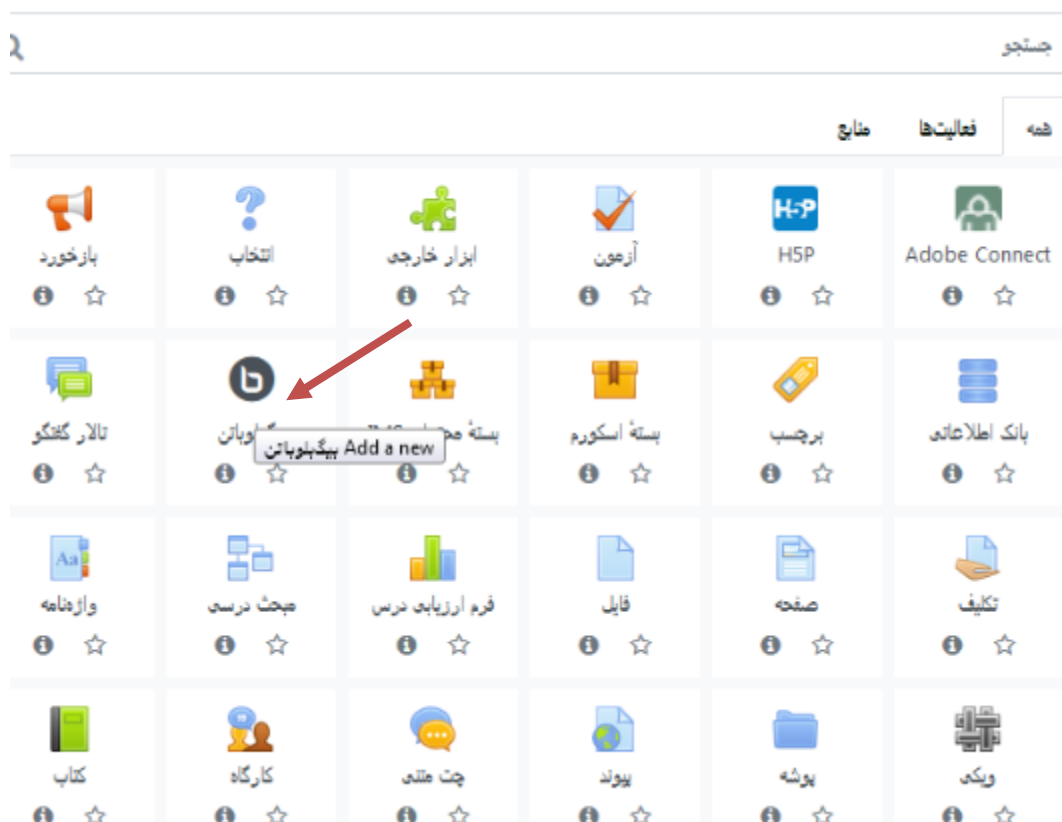 جستجو
همه فعالیت‌ها منابع
Adobe Connect H5P آزمون ابزار خارجی انتخاب بازخورد
بانک اطلاعاتی برچسب بستهٔ اسکورم بستهٔ تالار گفتگو
Add a new بیگبلوباتن
تکلیف صفحه فایل فرم ارزیابی درس مبحث درسی واژه‌نامه
ویکی پوشه پیوند چت متنی کارگاه کتاب